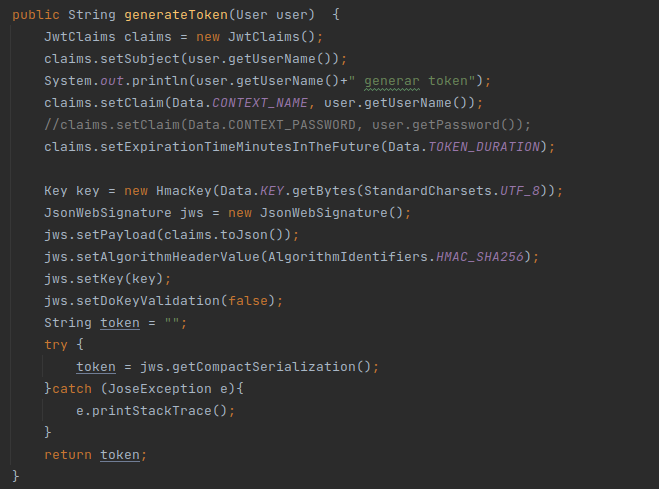 public String generateToken(User user)  {
    JwtClaims claims = new JwtClaims();
    claims.setSubject(user.getUserName());
    System.out.println(user.getUserName()+" generar token");
    claims.setClaim(Data.CONTEXT_NAME, user.getUserName());
    //claims.setClaim(Data.CONTEXT_PASSWORD, user.getPassword());
    claims.setExpirationTimeMinutesInTheFuture(Data.TOKEN_DURATION);

    Key key = new HmacKey(Data.KEY.getBytes(StandardCharsets.UTF_8));
    JsonWebSignature jws = new JsonWebSignature();
    jws.setPayload(claims.toJson());
    jws.setAlgorithmHeaderValue(AlgorithmIdentifiers.HMAC_SHA256);
    jws.setKey(key);
    jws.setDoKeyValidation(false);
    String token = "";
    try {
        token = jws.getCompactSerialization();
    }catch (JoseException e){
        e.printStackTrace();
    }
    return token;
}